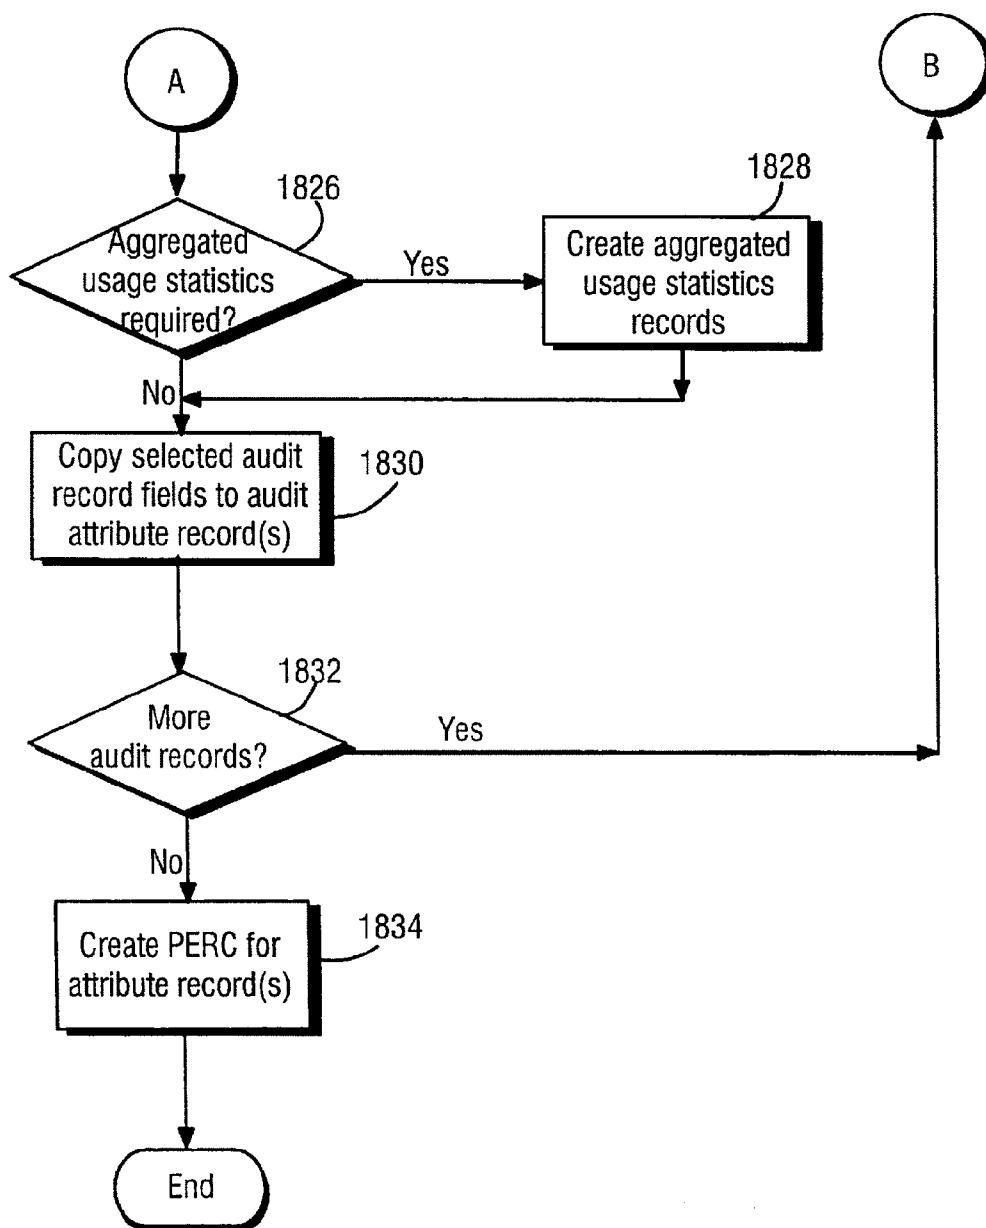 A
B
1826
Aggregated
usage statistics
required?
Yes
1828
Create aggregated
usage statistics
records
No
Copy selected audit
record fields to audit
attribute record(s)
1830
1832
More
audit records?
Yes
No
Create PERC for
attribute record(s)
1834
End